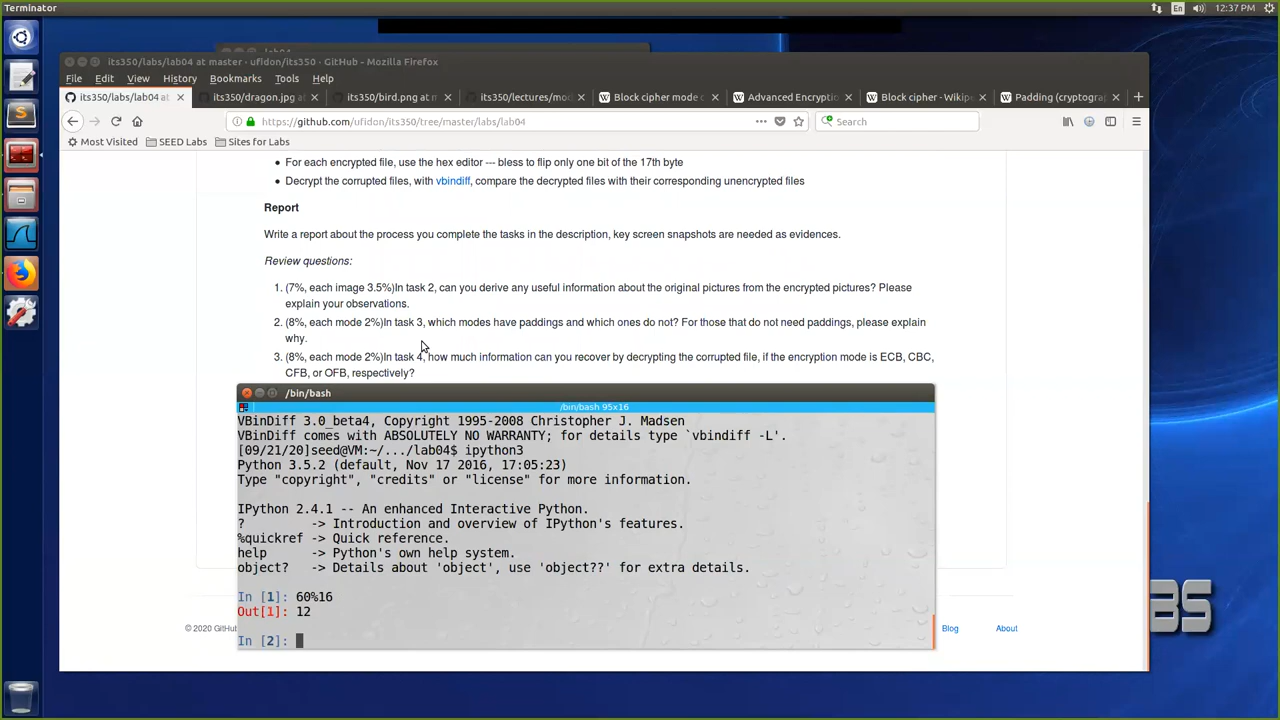 Terminator
En
12:37 PM
lab04
its350/labs/lab04 at master · ufidon/its350 · GitHub - Mozilla Firefox
File Edit View History Bookmarks Tools Help
its350/labs/lab04 at
its350/dragon.jpg at
its350/bird.png at m
its350/lectures/mod
Block cipher mode o
Advanced Encryptio
Block cipher - Wikip
Padding (cryptograp
https://github.com/ufidon/its350/tree/master/labs/lab04
Search
Most Visited
SEED Labs
Sites for Labs
For each encrypted file, use the hex editor --- bless to flip only one bit of the 17th byte
Decrypt the corrupted files, with vbindiff, compare the decrypted files with their corresponding unencrypted files
Report
Write a report about the process you complete the tasks in the description, key screen snapshots are needed as evidences.
Review questions:
1. (7%, each image 3.5%)In task 2, can you derive any useful information about the original pictures from the encrypted pictures? Please
explain your observations.
2. (8%, each mode 2%)In task 3, which modes have paddings and which ones do not? For those that do not need paddings, please explain
why.
3. (8%, each mode 2%)In task 4, how much information can you recover by decrypting the corrupted file, if the encryption mode is ECB, CBC,
CFB, or OFB, respectively?
/bin/bash
/bin/bash 95x16
VBinDiff 3.0_beta4, Copyright 1995-2008 Christopher J. Madsen
VBinDiff comes with ABSOLUTELY NO WARRANTY; for details type `vbindiff -L'.
[09/21/20]seed@VM:~/.../lab04$ ipython3
Python 3.5.2 (default, Nov 17 2016, 17:05:23)
Type "copyright", "credits" or "license" for more information.
IPython 2.4.1 -- An enhanced Interactive Python.
? -> Introduction and overview of IPython's features.
%quickref -> Quick reference.
help -> Python's own help system.
object? -> Details about 'object', use 'object??' for extra details.
In [1]: 60%16
Out[1]: 12
In [2]:
© 2020 GitHub
Blog
About